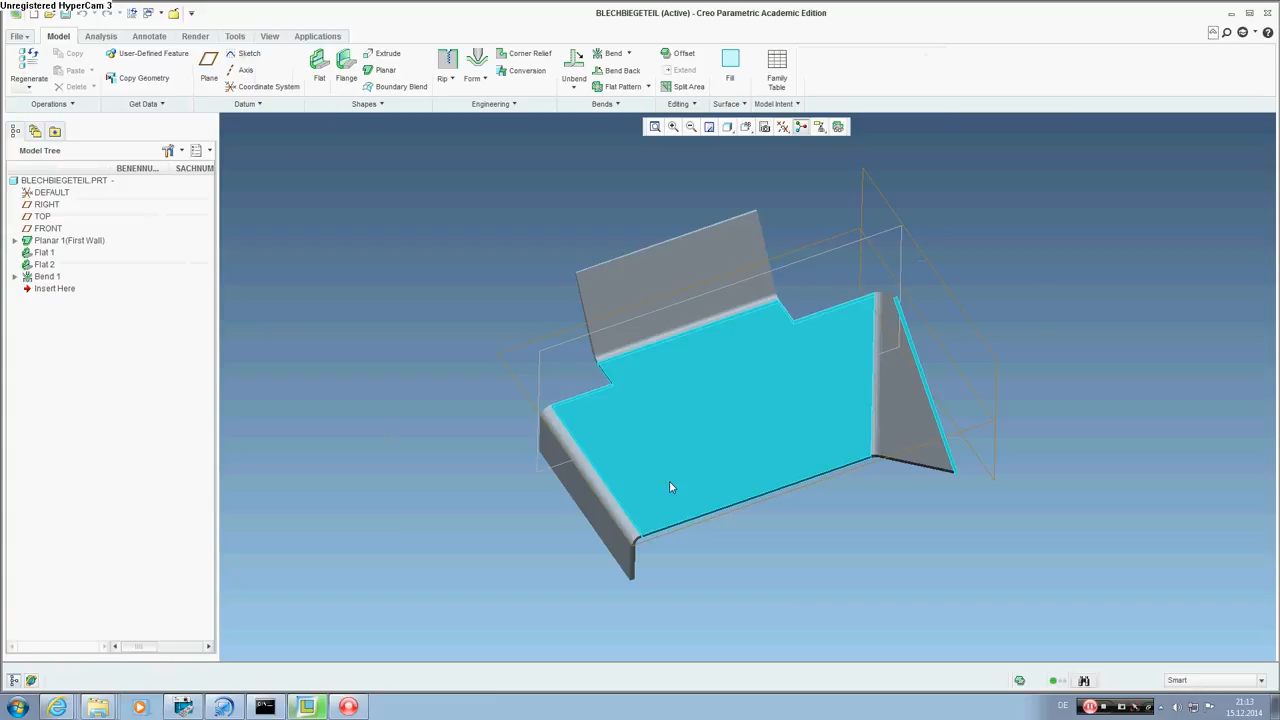 Unregistered HyperCam 3
BLECHBIEGETEIL (Active) - Creo Parametric Academic Edition
File
Model
Analysis
Annotate
Render
Tools
View
Applications
Regenerate
Copy
Paste
Delete
User-Defined Feature
Copy Geometry
Plane
Sketch
Axis
Coordinate System
Flat
Flange
Extrude
Planar
Boundary Blend
Rip
Form
Corner Relief
Conversion
Unbend
Bend
Bend Back
Flat Pattern
Offset
Extend
Split Area
Fill
Family
Table
Operations
Get Data
Datum
Shapes
Engineering
Bends
Editing
Surface
Model Intent
Model Tree
BENENNU...
SACHNUM
BLECHBIEGETEIL.PRT -
DEFAULT
RIGHT
TOP
FRONT
Planar 1(First Wall)
Flat 1
Flat 2
Bend 1
Insert Here
Smart
DE
21:13
15.12.2014